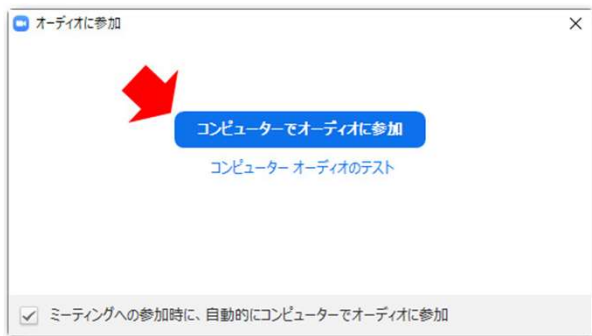 オーディオに参加
コンピューターでオーディオに参加
コンピューター オーディオのテスト
ミーティングへの参加時に、自動的にコンピューターでオーディオに参加